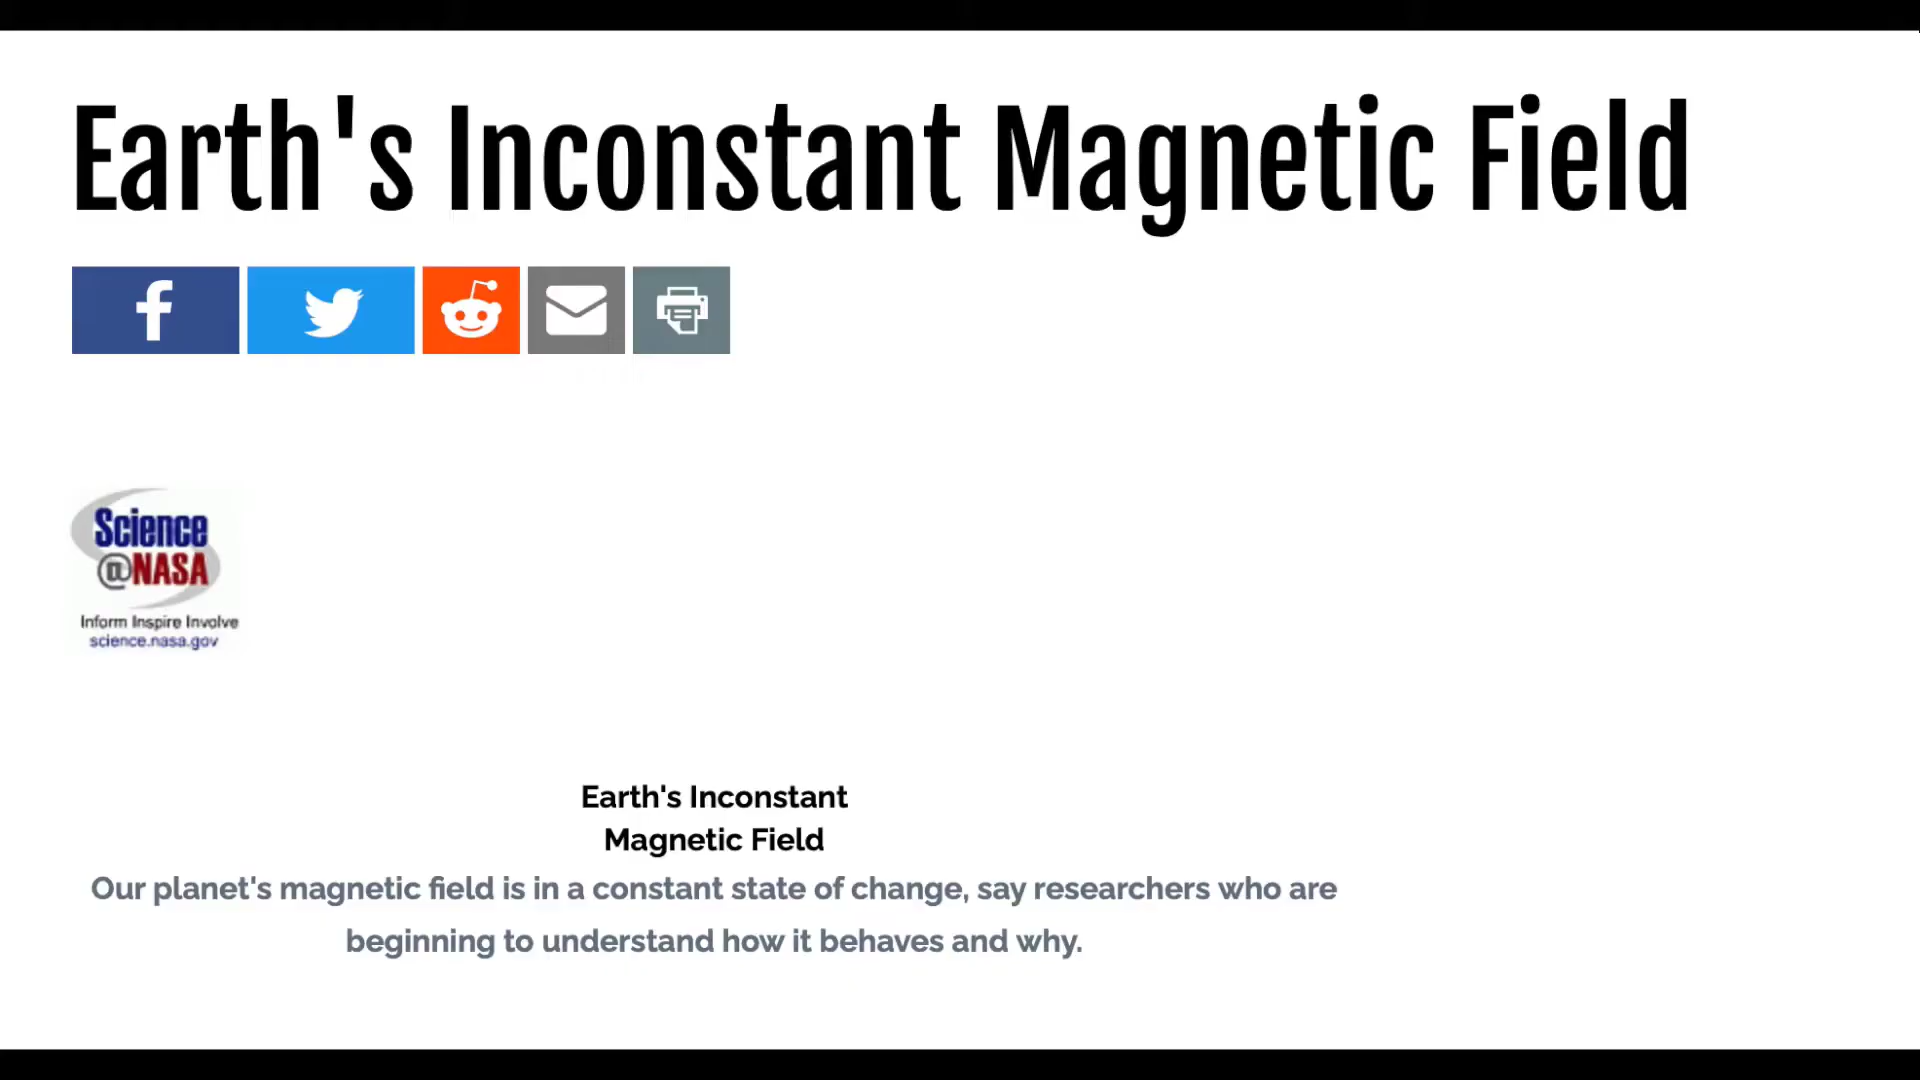 Earth's Inconstant Magnetic Field
Science
@NASA
Inform Inspire Involve
science.nasa.gov
Earth's Inconstant
Magnetic Field
Our planet's magnetic field is in a constant state of change, say researchers who are
beginning to understand how it behaves and why.